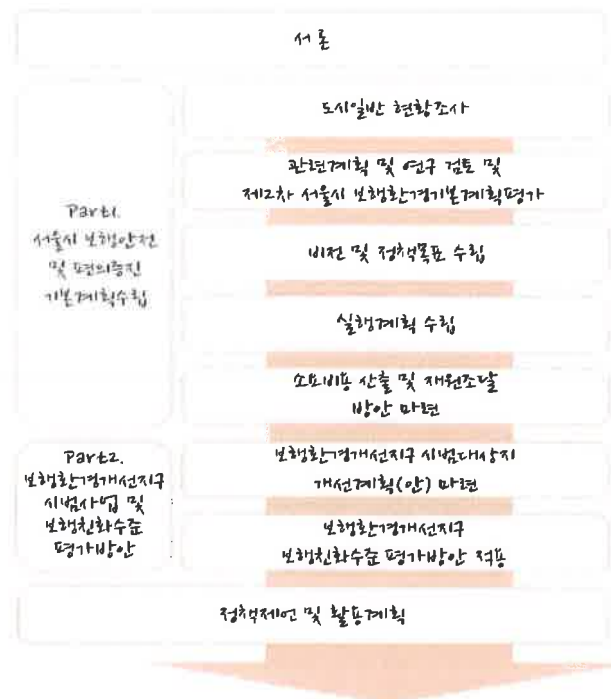 서론
도시일반 현황조사
관련계획 및 연구 검토 및
제2차 서울시 보행환경기본계획평가
Part1.
서울시 보행안전
및 편의증진
기본계획수립
비전 및 정책목표 수립
실행계획 수립
소요비용 산출 및 재원조달
방안 마련
Part2.
보행환경개선지구
시범사업 및
보행친화수준
평가방안
보행환경개선지구 시범대상지
개선계획(안) 마련
보행환경개선지구
보행친화수준 평가방안 적용
정책제언 및 활용계획